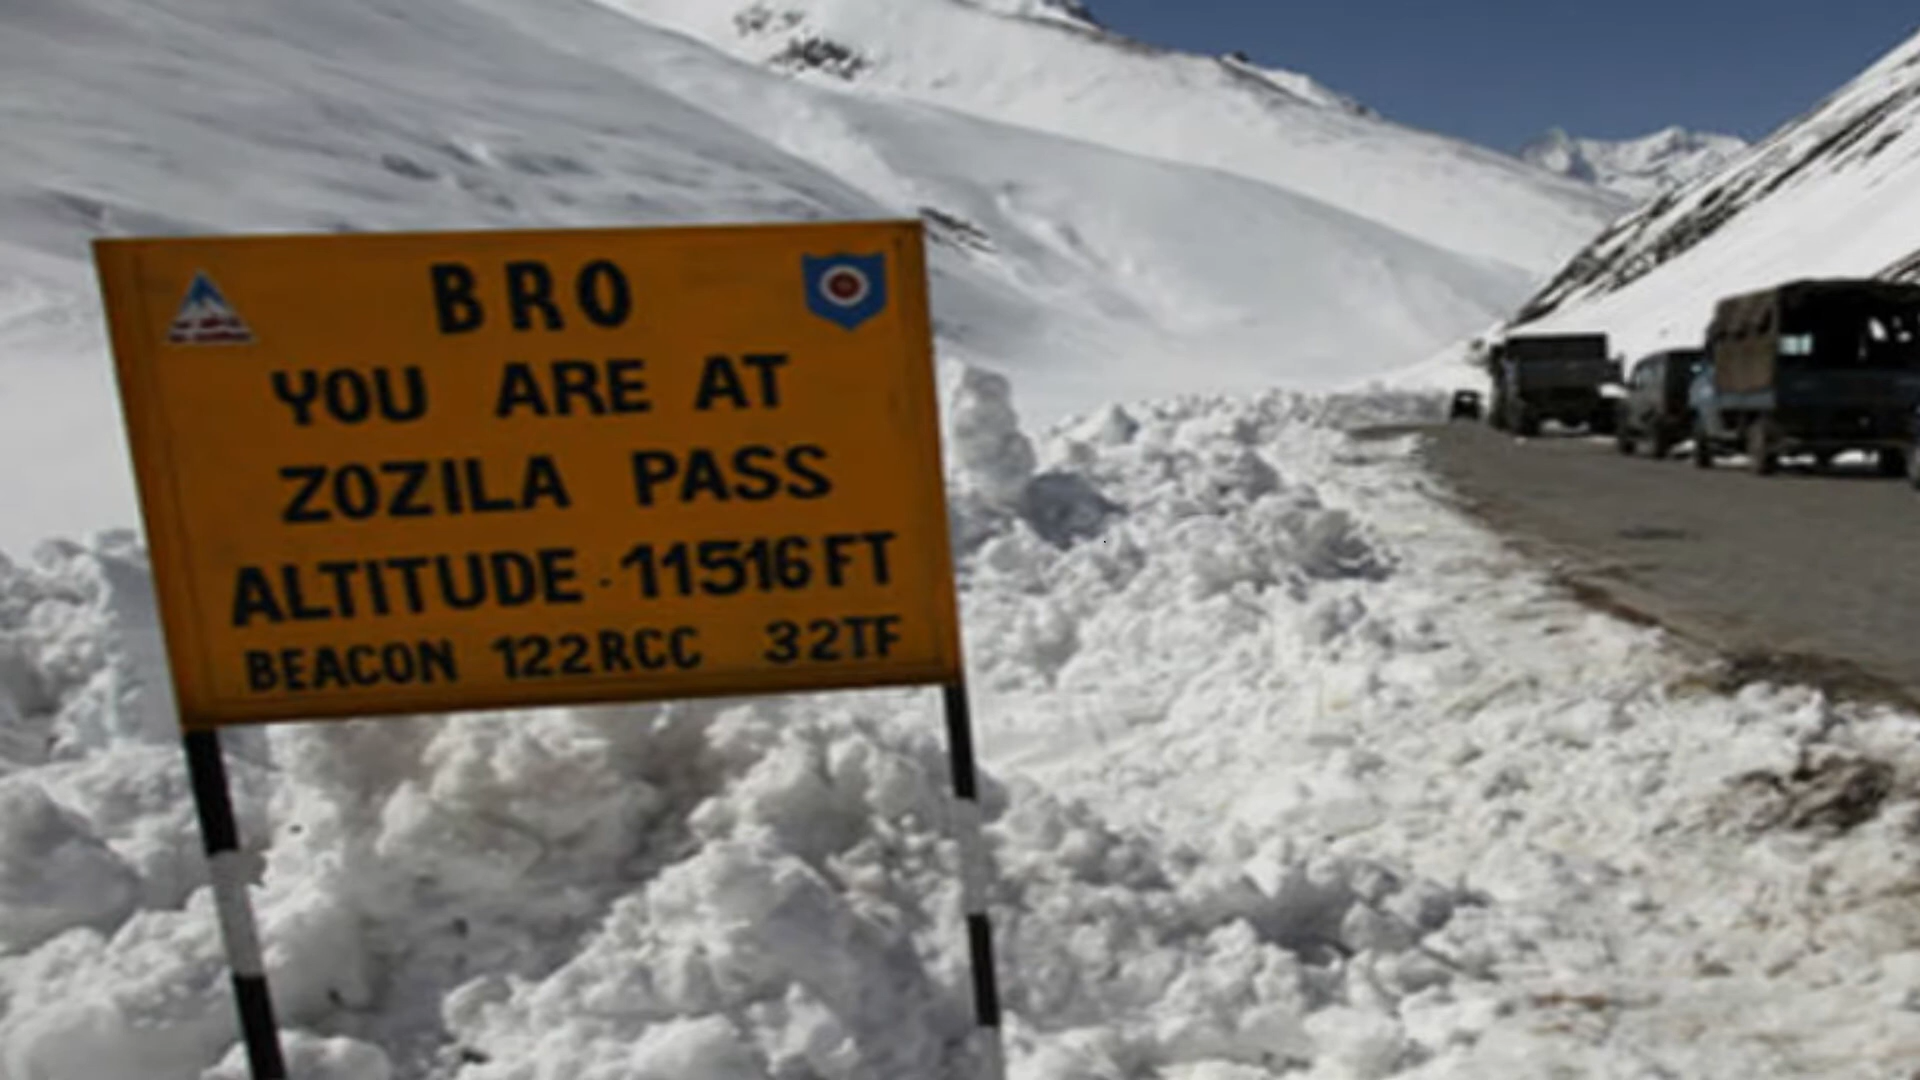 BRO
YOU ARE AT
ZOZILA PASS
ALTITUDE · 11516 FT
BEACON 122RCC 32TF